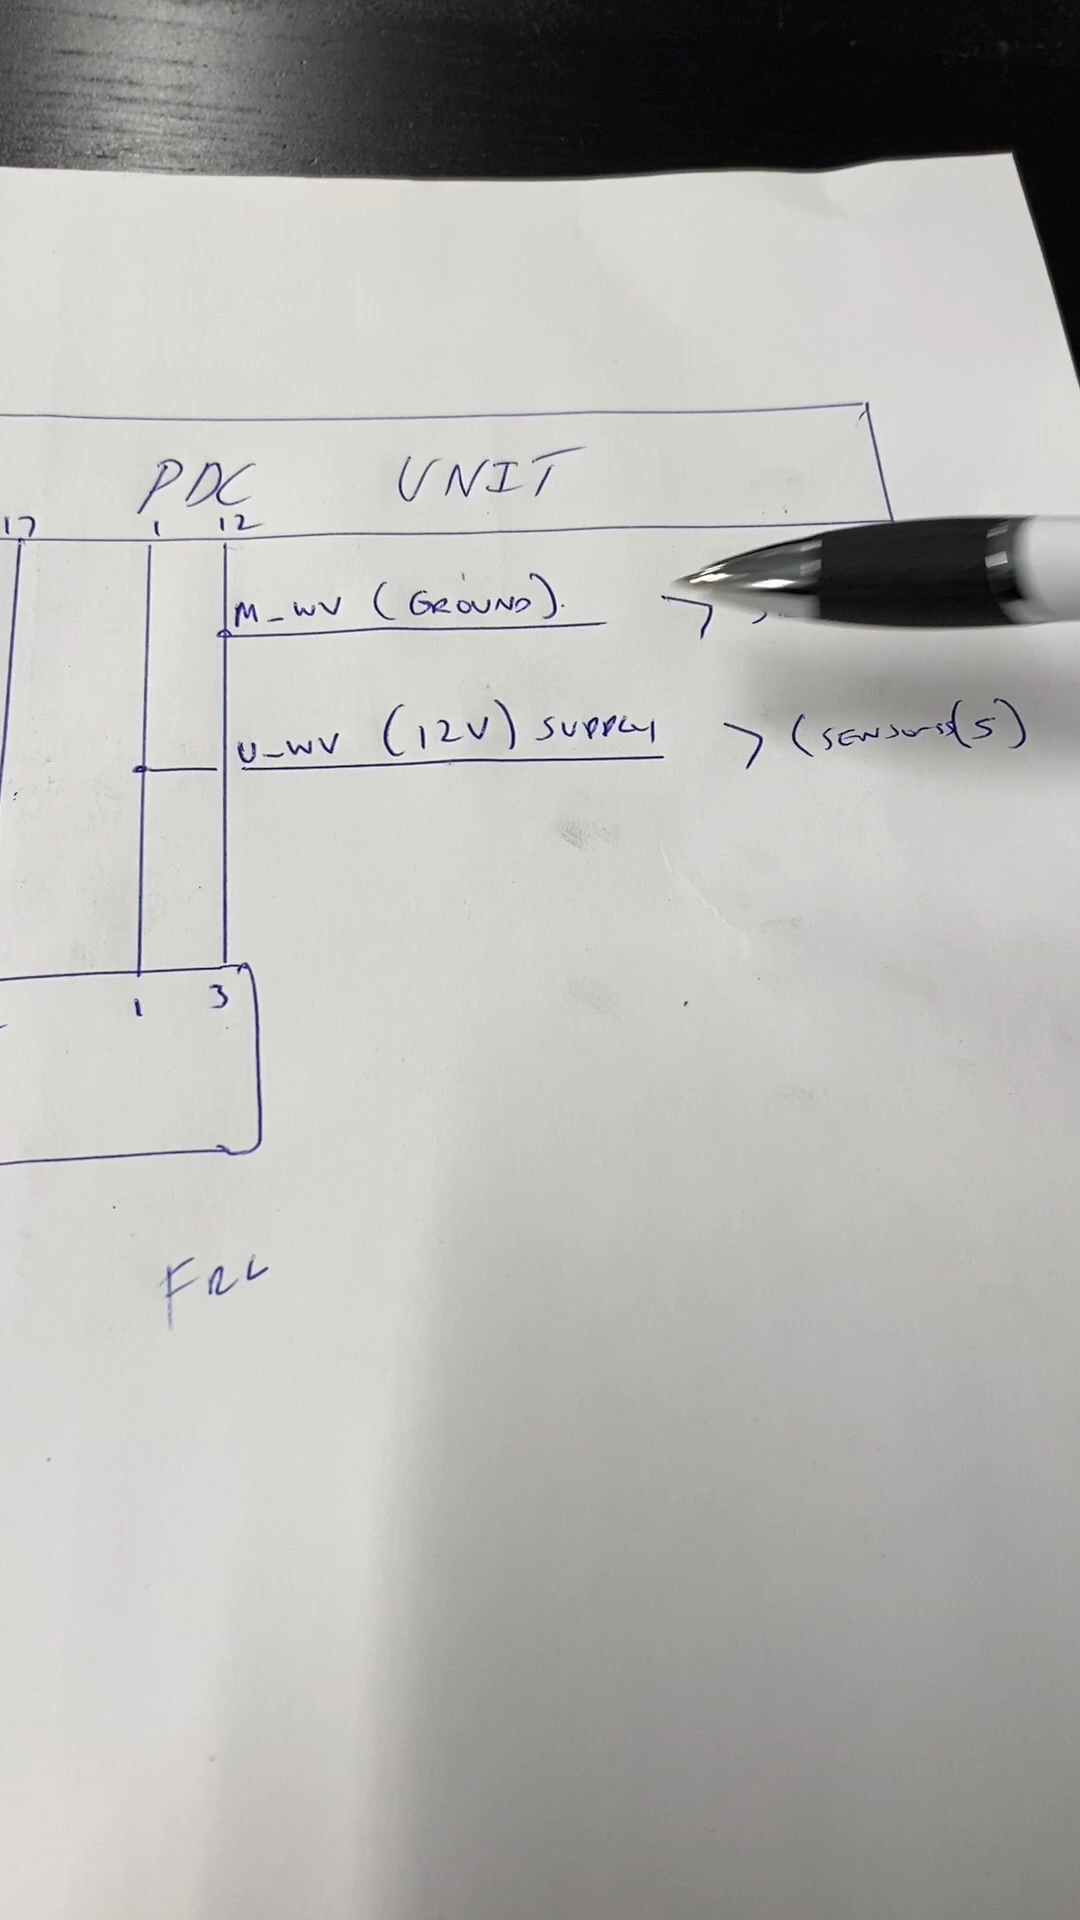 PDC UNIT
17 1 12
M_WV (GROUND).
U_WV (12V) SUPPLY > (SENSORS(S)
1 3
FRL